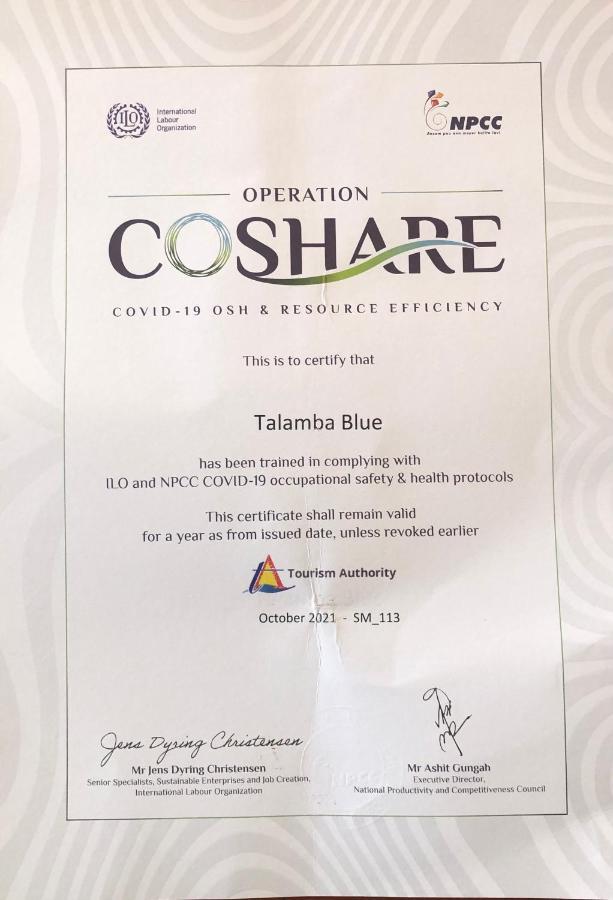 ILO
International
Labour
Organization
NPCC
OPERATION
COSHARE
COVID-19 OSH & RESOURCE EFFICIENCY
This is to certify that
Talamba Blue
has been trained in complying with
ILO and NPCC COVID-19 occupational safety & health protocols
This certificate shall remain valid
for a year as from issued date, unless revoked earlier
Tourism Authority
October 2021 - SM_113
Jens Dyring Christensen
Mr Jens Dyring Christensen
Senior Specialists, Sustainable Enterprises and Job Creation,
International Labour Organization
Mr Ashit Gungah
Executive Director,
National Productivity and Competitiveness Council